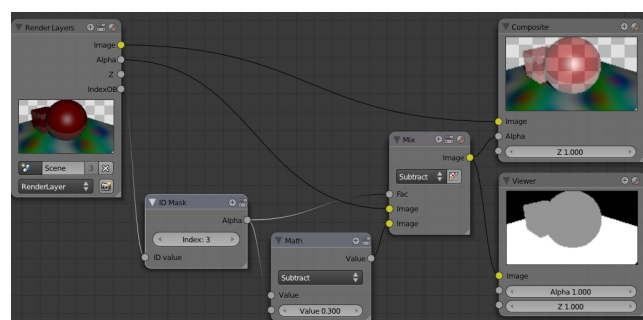 Render Layers
Image
Alpha
Z
IndexOB
Scene
3
RenderLayer
ID Mask
Alpha
Index: 3
ID value
Math
Value
Subtract
Value
Value 0.300
Mix
Image
Subtract
Fac
Image
Image
Composite
Image
Alpha
Z 1.000
Viewer
Image
Alpha 1.000
Z 1.000